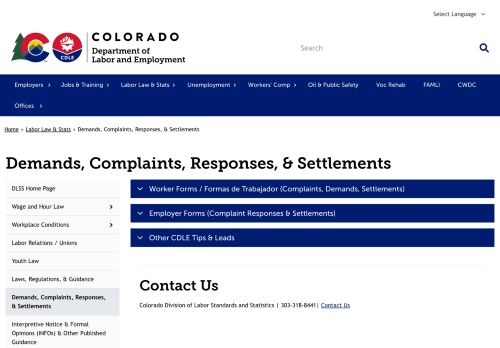 Select Language
COLORADO
Department of
Labor and Employment
CDLE
Search
Employers
Jobs & Training
Labor Law & Stats
Unemployment
Workers' Comp
Oil & Public Safety
Voc Rehab
FAMLI
CWDC
Offices
Home › Labor Law & Stats › Demands, Complaints, Responses, & Settlements
Demands, Complaints, Responses, & Settlements
DLSS Home Page
Wage and Hour Law
Workplace Conditions
Labor Relations / Unions
Youth Law
Laws, Regulations, & Guidance
Demands, Complaints, Responses,
& Settlements
Interpretive Notice & Formal
Opinions (INFOs) & Other Published
Guidance
Worker Forms / Formas de Trabajador (Complaints, Demands, Settlements)
Employer Forms (Complaint Responses & Settlements)
Other CDLE Tips & Leads
Contact Us
Colorado Division of Labor Standards and Statistics | 303-318-8441| Contact Us